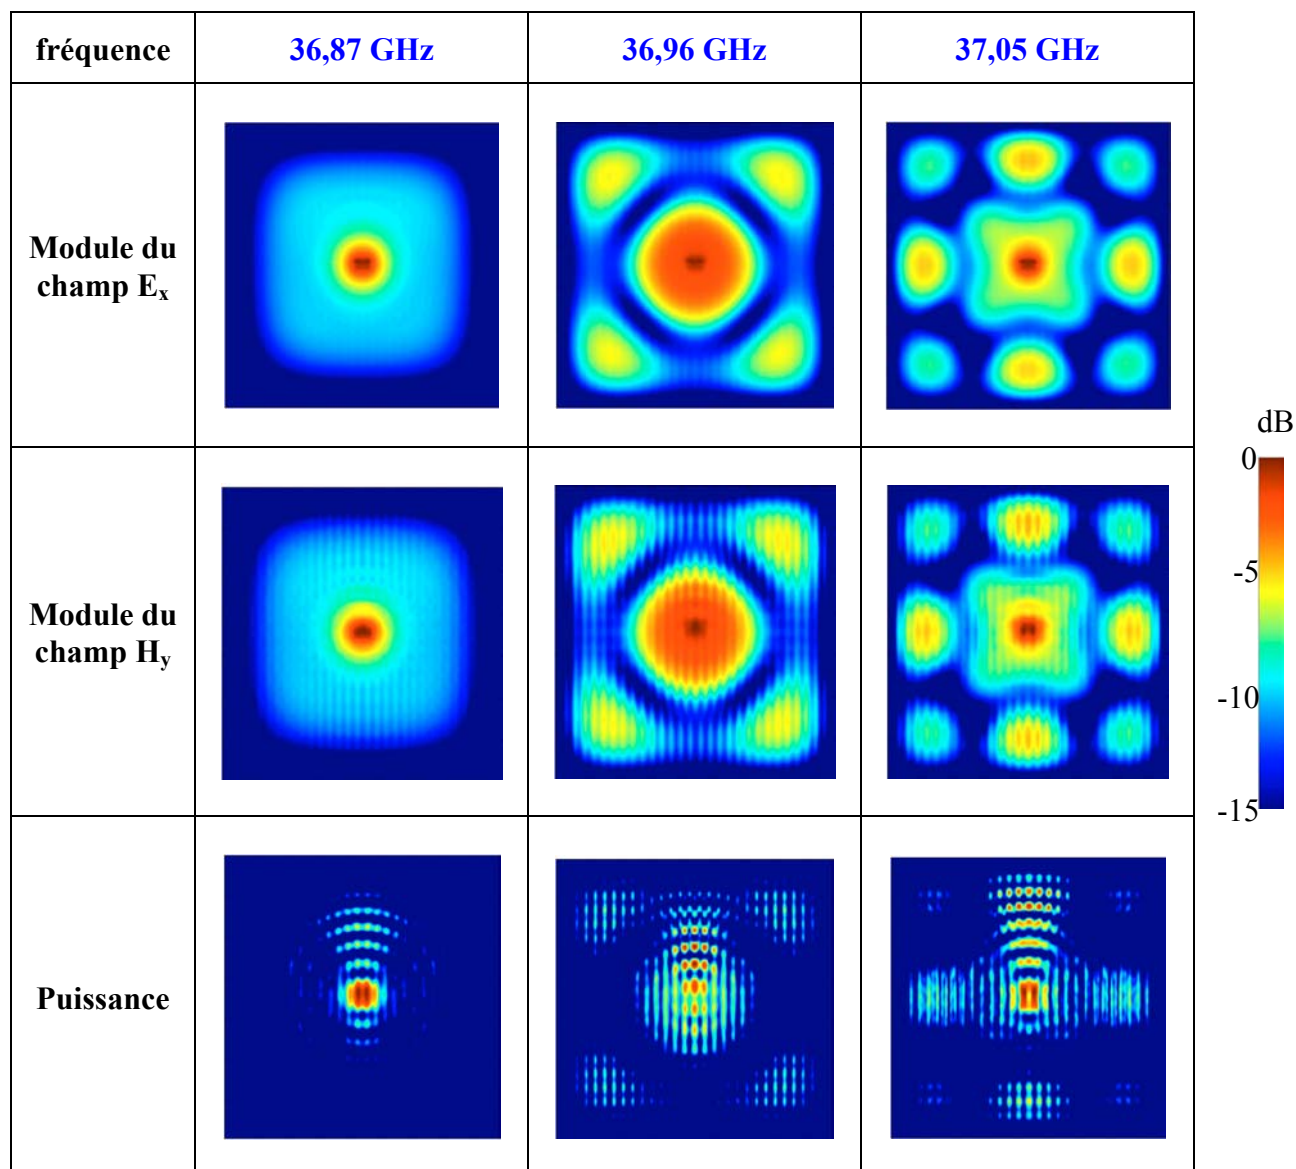 fréquence
36,87 GHz
36,96 GHz
37,05 GHz
Module du
champ Ex
Module du
champ Hy
Puissance
dB
0
-5
-10
-15